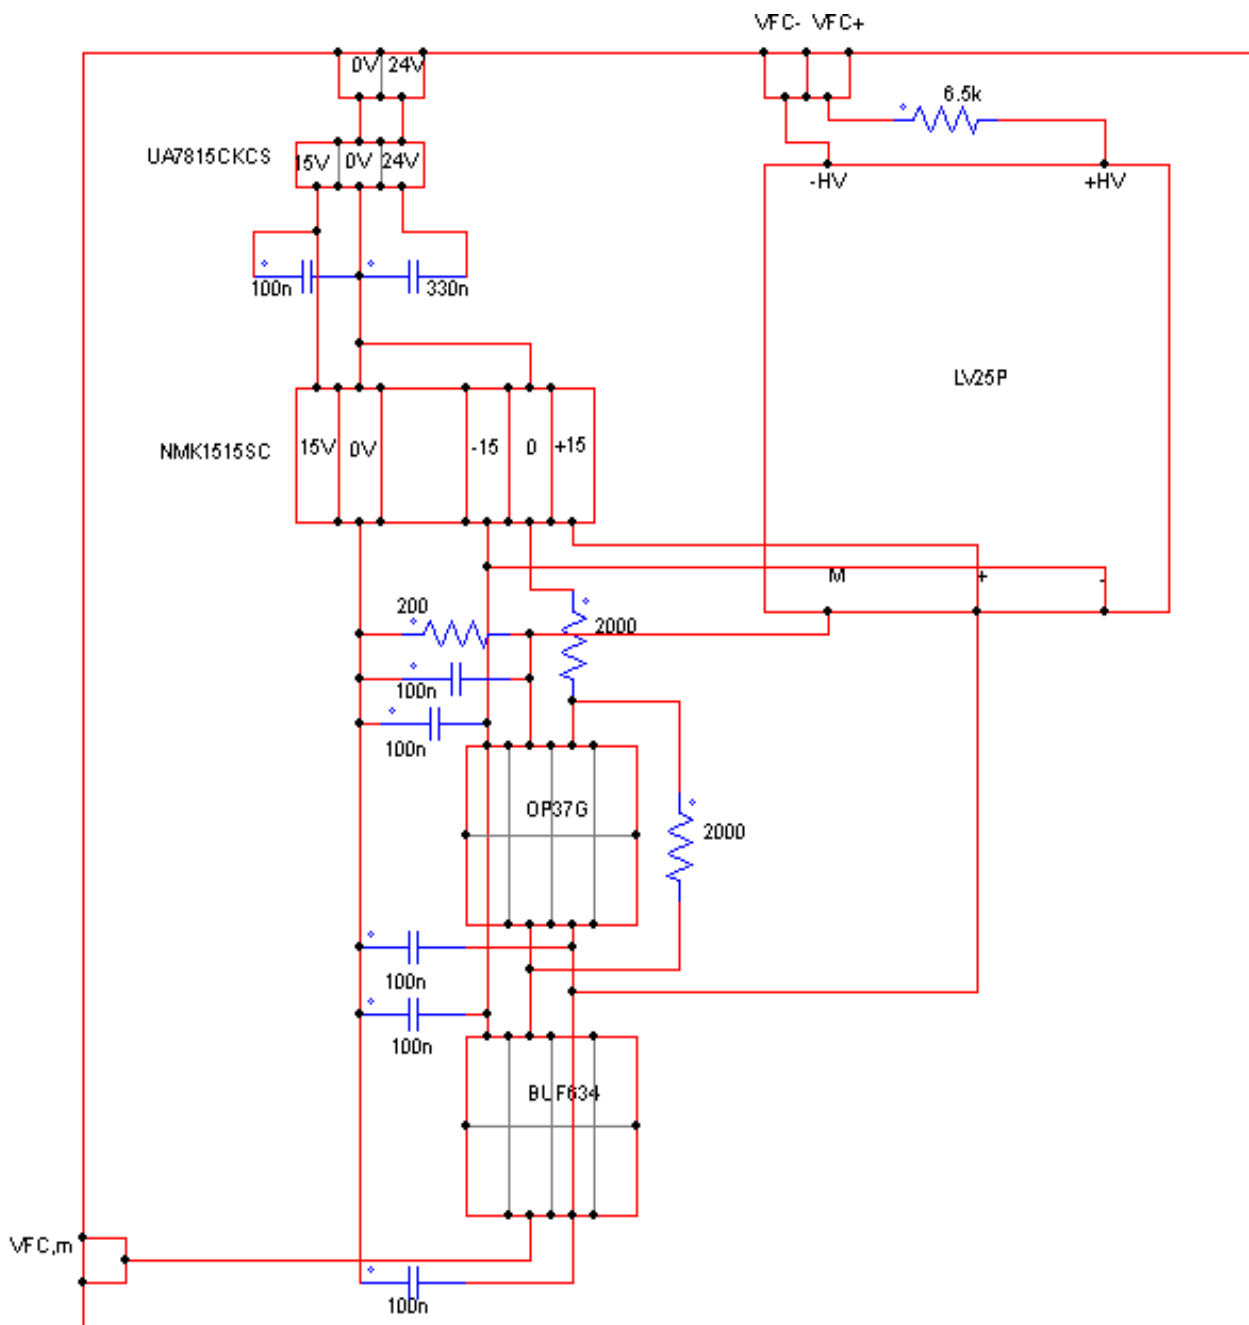 VFC- VFC+
0V 24V
6.5k
UA7815CKCS
15V 0V 24V
-HV +HV
100n 330n
LV25P
NMK1515SC
15V 0V -15 0 +15
M + -
200
2000
100n
100n
OP37G
2000
100n
100n
BUF634
VFC,m
100n